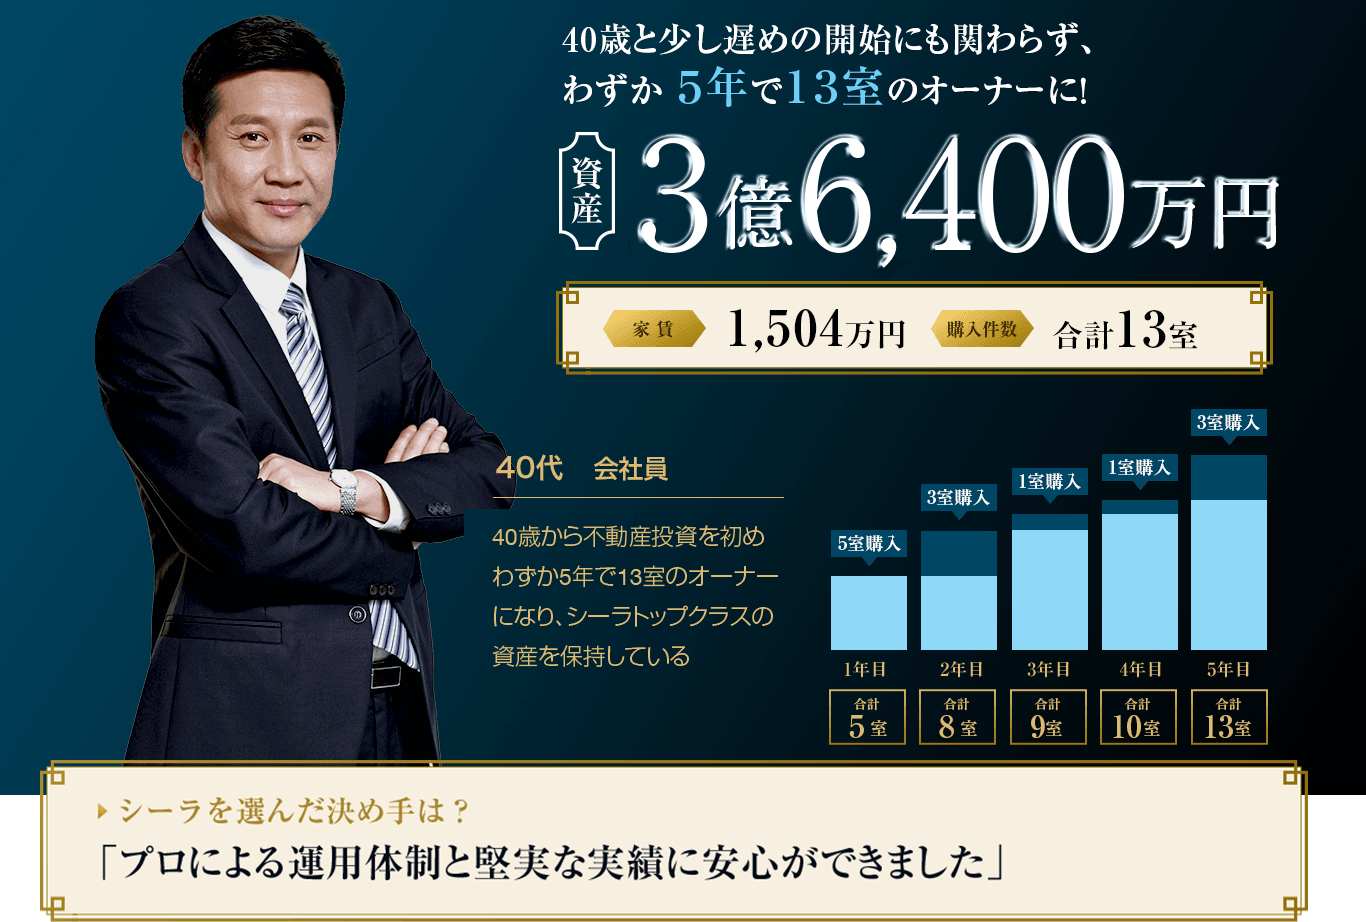 40歳と少し遅めの開始にも関わらず、
わずか 5年で13室のオーナーに!
資産 3億6,400万円
家賃 1,504万円 購入件数 合計13室
40代 会社員
40歳から不動産投資を初め
わずか5年で13室のオーナー
になり、シーラトップクラスの
資産を保持している
5室購入 3室購入 1室購入 1室購入 3室購入
1年目 2年目 3年目 4年目 5年目
合計 合計 合計 合計 合計
5室 8室 9室 10室 13室
シーラを選んだ決め手は？
「プロによる運用体制と堅実な実績に安心ができました」